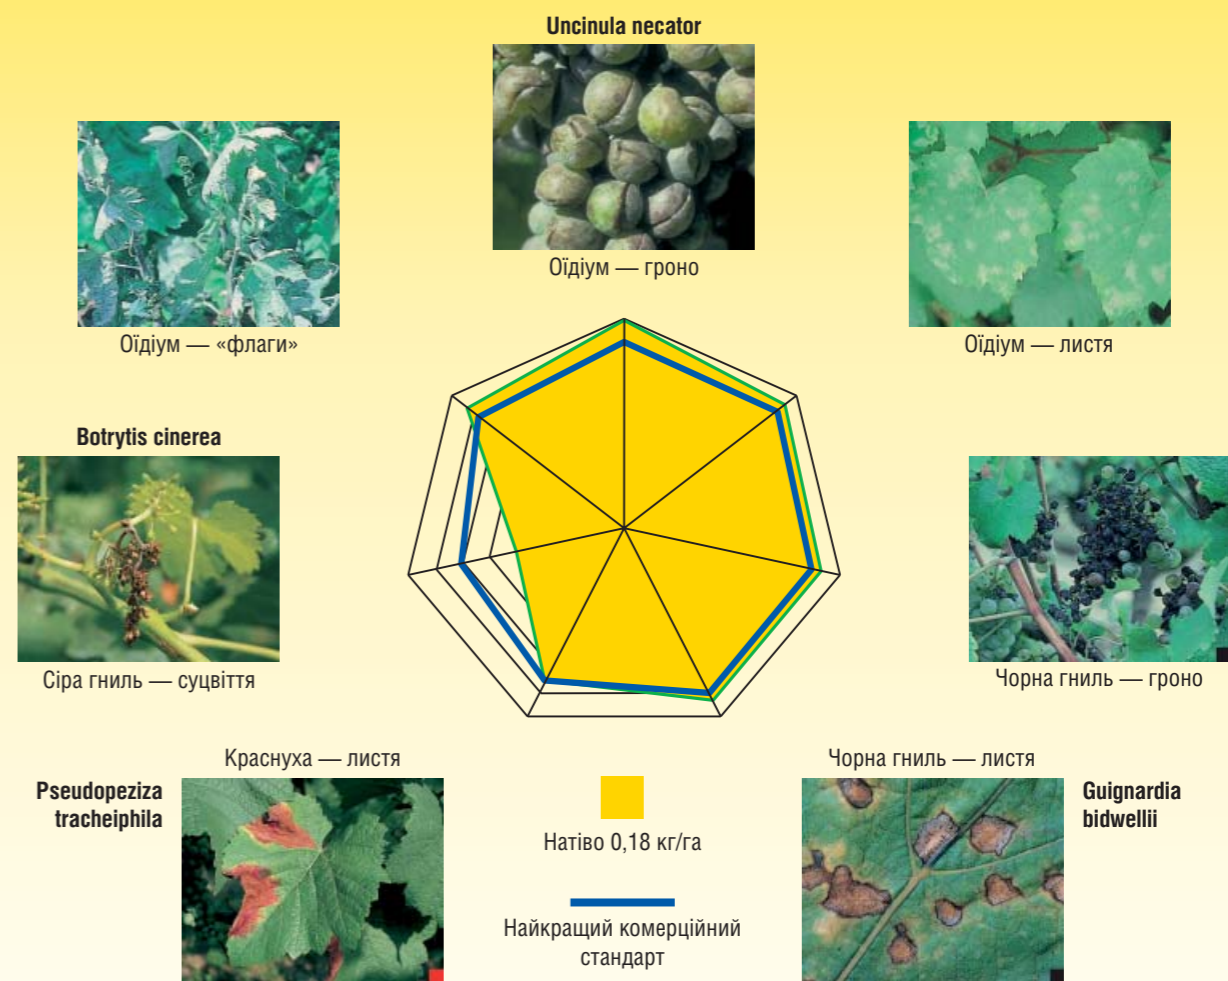 Uncinula necator
Оїдіум — гроно
Оїдіум — «флаги»
Оїдіум — листя
Botrytis cinerea
Сіра гниль — суцвіття
Чорна гниль — гроно
Краснуха — листя
Чорна гниль — листя
Pseudopeziza
tracheiphila
Guignardia
bidwellii
Натіво 0,18 кг/га
Найкращий комерційний
стандарт